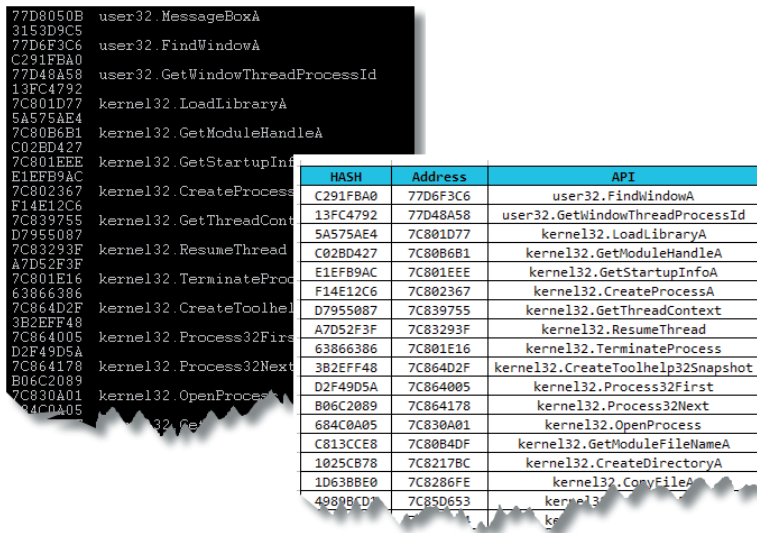 77D8050B user32.MessageBoxA
3153D9C5
77D6F3C6 user32.FindWindowA
C291FBA0
77D48A58 user32.GetWindowThreadProcessId
13FC4792
7C801D77 kernel32.LoadLibraryA
5A575AE4
7C80B6B1 kernel32.GetModuleHandleA
C02BD427
7C801EEE kernel32.GetStartupInf
E1EFB9AC
7C802367 kernel32.CreateProcess
F14E12C6
7C839755 kernel32.GetThreadCont
D7955087
7C83293F kernel32.ResumeThread
A7D52F3F
7C801E16 kernel32.TerminateProc
63866386
7C864D2F kernel32.CreateToolhel
3B2EFF48
7C864005 kernel32.Process32Firs
D2F49D5A
7C864178 kernel32.Process32Next
B06C2089
7C830A01 kernel32.OpenProcess
HASH Address API
C291FBA0 77D6F3C6 user32.FindWindowA
13FC4792 77D48A58 user32.GetWindowThreadProcessId
5A575AE4 7C801D77 kernel32.LoadLibraryA
C02BD427 7C80B6B1 kernel32.GetModuleHandleA
E1EFB9AC 7C801EEE kernel32.GetStartupInfoA
F14E12C6 7C802367 kernel32.CreateProcessA
D7955087 7C839755 kernel32.GetThreadContext
A7D52F3F 7C83293F kernel32.ResumeThread
63866386 7C801E16 kernel32.TerminateProcess
3B2EFF48 7C864D2F kernel32.CreateToolhelp32Snapshot
D2F49D5A 7C864005 kernel32.Process32First
B06C2089 7C864178 kernel32.Process32Next
684C0A05 7C830A01 kernel32.OpenProcess
C813CCE8 7C80B4DF kernel32.GetModuleFileNameA
1025CB78 7C8217BC kernel32.CreateDirectoryA
1D63BBE0 7C8286FE kernel32.CopyFileA
4989BCD1 7C85D653